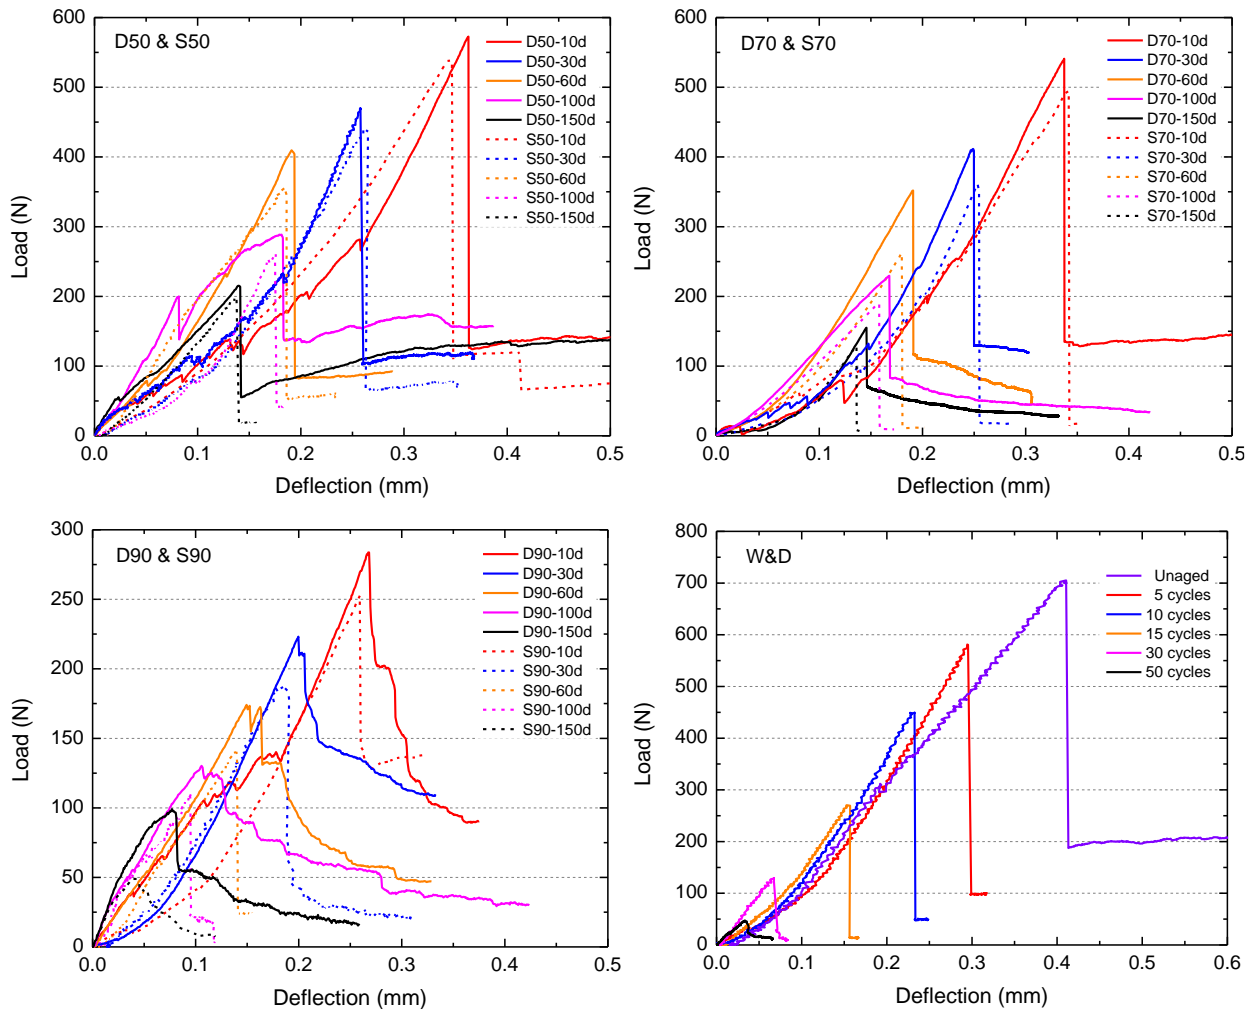 D50 & S50
D50-10d
D50-30d
D50-60d
D50-100d
D50-150d
S50-10d
S50-30d
S50-60d
S50-100d
S50-150d
600
500
400
300
200
100
0
Load (N)
0.0 0.1 0.2 0.3 0.4 0.5
Deflection (mm)
D70 & S70
D70-10d
D70-30d
D70-60d
D70-100d
D70-150d
S70-10d
S70-30d
S70-60d
S70-100d
S70-150d
600
500
400
300
200
100
0
Load (N)
0.0 0.1 0.2 0.3 0.4 0.5
Deflection (mm)
D90 & S90
D90-10d
D90-30d
D90-60d
D90-100d
D90-150d
S90-10d
S90-30d
S90-60d
S90-100d
S90-150d
300
250
200
150
100
50
0
Load (N)
0.0 0.1 0.2 0.3 0.4 0.5
Deflection (mm)
W&D
Unaged
5 cycles
10 cycles
15 cycles
30 cycles
50 cycles
800
700
600
500
400
300
200
100
0
Load (N)
0.0 0.1 0.2 0.3 0.4 0.5 0.6
Deflection (mm)